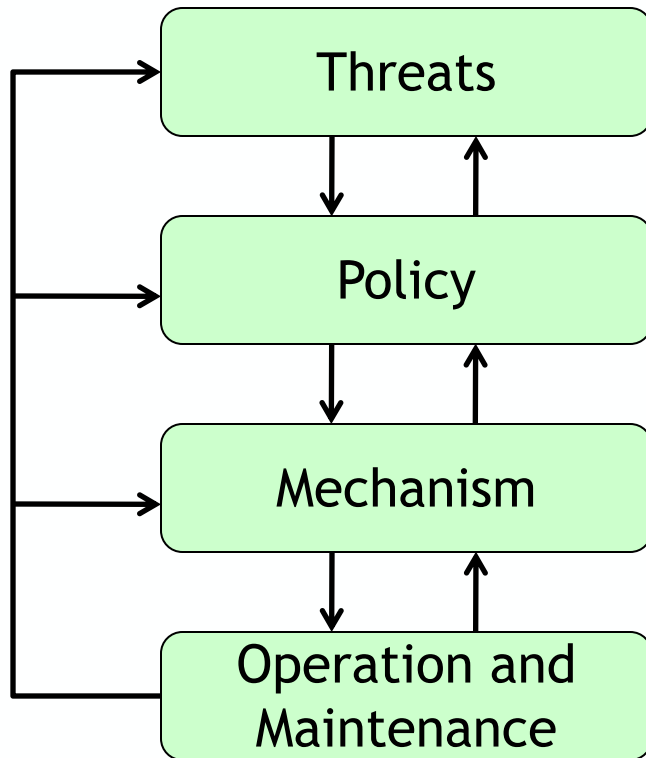 Threats
Policy
Mechanism
Operation and
Maintenance